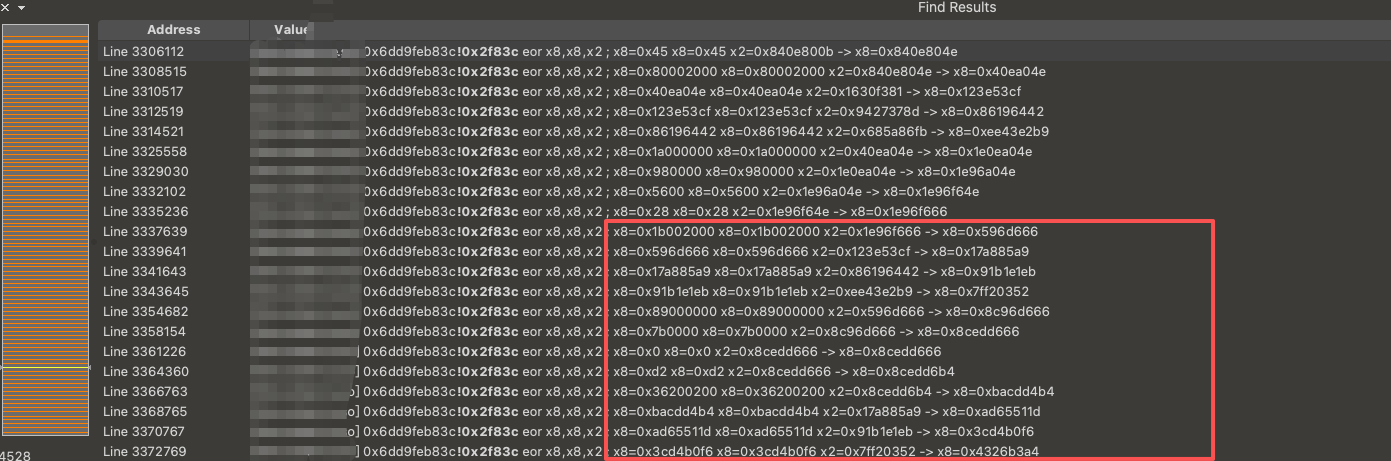 Find Results
Address Value
Line 3306112 0x6dd9feb83c!0x2f83c eor x8,x8,x2 ; x8=0x45 x8=0x45 x2=0x840e800b -> x8=0x840e804e
Line 3308515 0x6dd9feb83c!0x2f83c eor x8,x8,x2 ; x8=0x80002000 x8=0x80002000 x2=0x840e804e -> x8=0x40ea04e
Line 3310517 0x6dd9feb83c!0x2f83c eor x8,x8,x2 ; x8=0x40ea04e x8=0x40ea04e x2=0x1630f381 -> x8=0x123e53cf
Line 3312519 0x6dd9feb83c!0x2f83c eor x8,x8,x2 ; x8=0x123e53cf x8=0x123e53cf x2=0x9427378d -> x8=0x86196442
Line 3314521 0x6dd9feb83c!0x2f83c eor x8,x8,x2 ; x8=0x86196442 x8=0x86196442 x2=0x685a86fb -> x8=0xee43e2b9
Line 3325558 0x6dd9feb83c!0x2f83c eor x8,x8,x2 ; x8=0x1a000000 x8=0x1a000000 x2=0x40ea04e -> x8=0x1e0ea04e
Line 3329030 0x6dd9feb83c!0x2f83c eor x8,x8,x2 ; x8=0x980000 x8=0x980000 x2=0x1e0ea04e -> x8=0x1e96a04e
Line 3332102 0x6dd9feb83c!0x2f83c eor x8,x8,x2 ; x8=0x5600 x8=0x5600 x2=0x1e96a04e -> x8=0x1e96f64e
Line 3335236 0x6dd9feb83c!0x2f83c eor x8,x8,x2 ; x8=0x28 x8=0x28 x2=0x1e96f64e -> x8=0x1e96f666
Line 3337639 0x6dd9feb83c!0x2f83c eor x8,x8,x2 ; x8=0x1b002000 x8=0x1b002000 x2=0x1e96f666 -> x8=0x596d666
Line 3339641 0x6dd9feb83c!0x2f83c eor x8,x8,x2 ; x8=0x596d666 x8=0x596d666 x2=0x123e53cf -> x8=0x17a885a9
Line 3341643 0x6dd9feb83c!0x2f83c eor x8,x8,x2 ; x8=0x17a885a9 x8=0x17a885a9 x2=0x86196442 -> x8=0x91b1e1eb
Line 3343645 0x6dd9feb83c!0x2f83c eor x8,x8,x2 ; x8=0x91b1e1eb x8=0x91b1e1eb x2=0xee43e2b9 -> x8=0x7ff20352
Line 3354682 0x6dd9feb83c!0x2f83c eor x8,x8,x2 ; x8=0x89000000 x8=0x89000000 x2=0x596d666 -> x8=0x8c96d666
Line 3358154 0x6dd9feb83c!0x2f83c eor x8,x8,x2 ; x8=0x7b0000 x8=0x7b0000 x2=0x8c96d666 -> x8=0x8cedd666
Line 3361226 ] 0x6dd9feb83c!0x2f83c eor x8,x8,x2 ; x8=0x0 x8=0x0 x2=0x8cedd666 -> x8=0x8cedd666
Line 3364360 ] 0x6dd9feb83c!0x2f83c eor x8,x8,x2 ; x8=0xd2 x8=0xd2 x2=0x8cedd666 -> x8=0x8cedd6b4
Line 3366763 o] 0x6dd9feb83c!0x2f83c eor x8,x8,x2 ; x8=0x36200200 x8=0x36200200 x2=0x8cedd6b4 -> x8=0xbacdd4b4
Line 3368765 o] 0x6dd9feb83c!0x2f83c eor x8,x8,x2 ; x8=0xbacdd4b4 x8=0xbacdd4b4 x2=0x17a885a9 -> x8=0xad65511d
Line 3370767 o] 0x6dd9feb83c!0x2f83c eor x8,x8,x2 ; x8=0xad65511d x8=0xad65511d x2=0x91b1e1eb -> x8=0x3cd4b0f6
Line 3372769 o] 0x6dd9feb83c!0x2f83c eor x8,x8,x2 ; x8=0x3cd4b0f6 x8=0x3cd4b0f6 x2=0x7ff20352 -> x8=0x4326b3a4
4528